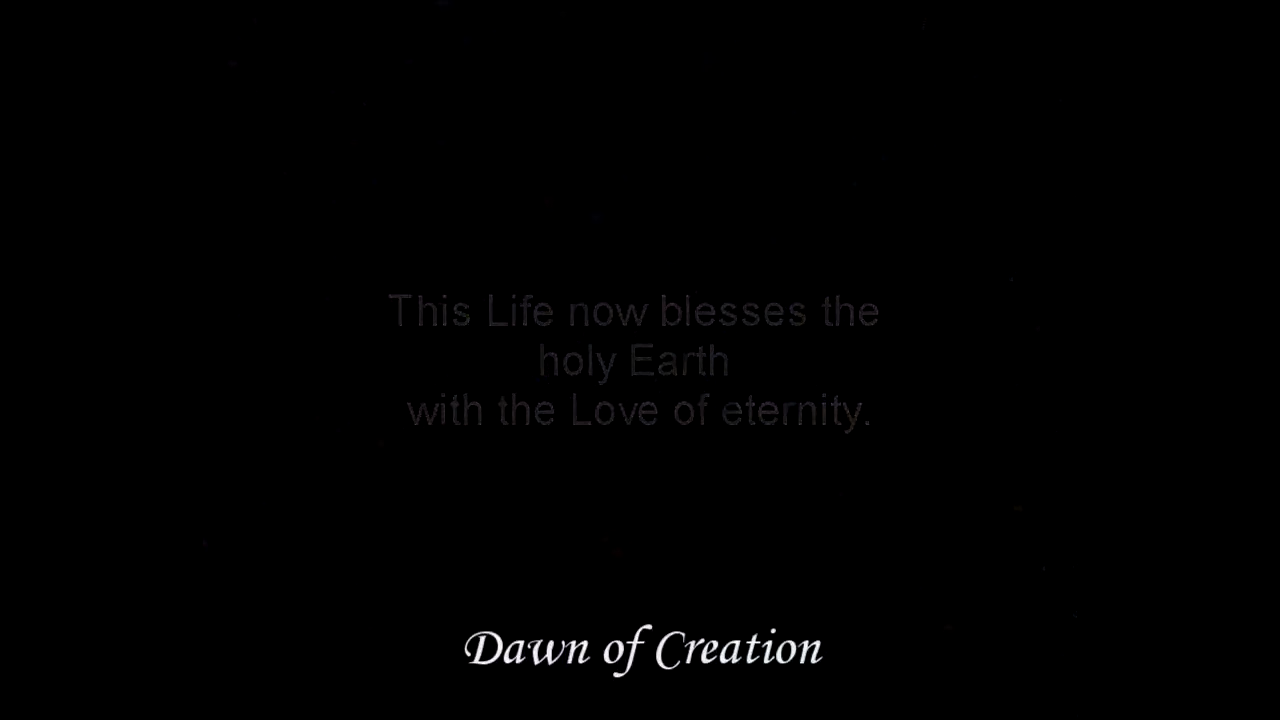 This Life now blesses the
holy Earth
with the Love of eternity.
Dawn of Creation